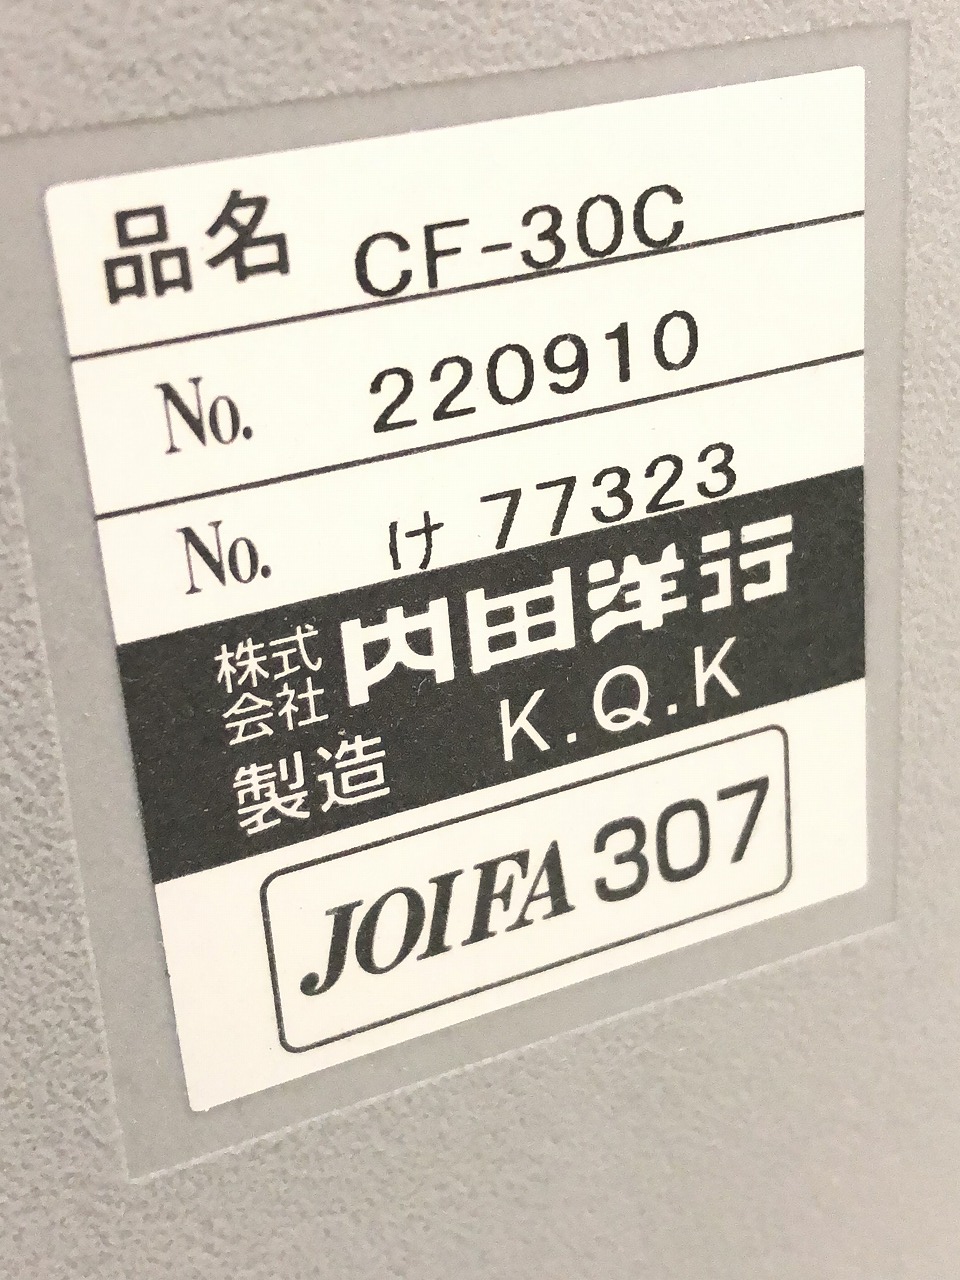 品名 CF-30C
No. 220910
No. け 77323
株式会社 内田洋行
製造 K.Q.K
JOIFA 307